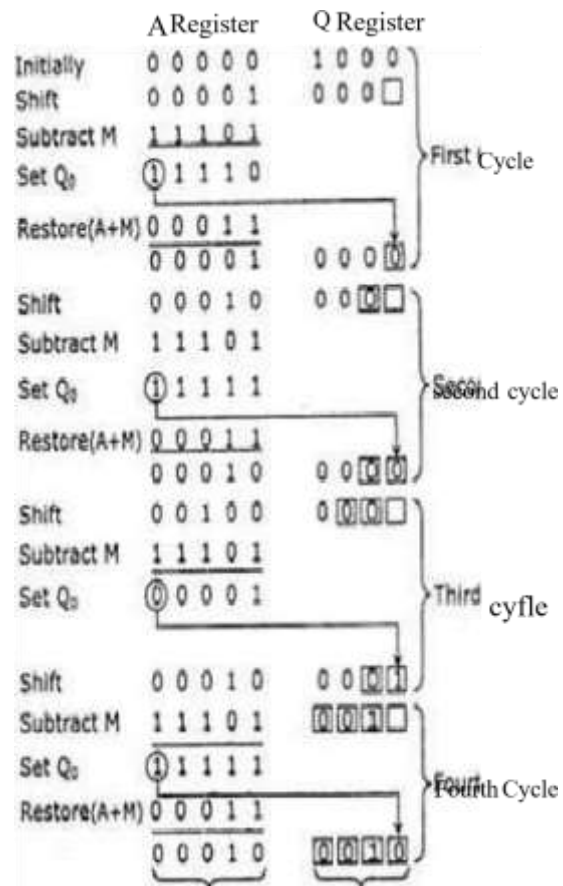 A Register Q Register
Initially 0 0 0 0 0 1 0 0 0
Shift 0 0 0 0 1 0 0 0
Subtract M 1 1 1 0 1
First Cycle
Set Q0 1 1 1 1 0
Restore(A+M) 0 0 0 1 1
0 0 0 0 1 0 0 0 0
Shift 0 0 0 1 0 0 0 0
Subtract M 1 1 1 0 1
Set Q0 1 1 1 1 1 second cycle
Restore(A+M) 0 0 0 1 1
0 0 0 1 0 0 0 0 0
Shift 0 0 1 0 0 0 0 0
Subtract M 1 1 1 0 1
Set Q0 0 0 0 0 1 Third cyfle
Shift 0 0 0 1 0 0 0 0 1
Subtract M 1 1 1 0 1 0 0 1
Set Q0 1 1 1 1 1 Fourth Cycle
Restore(A+M) 0 0 0 1 1
0 0 0 1 0 0 0 1 0